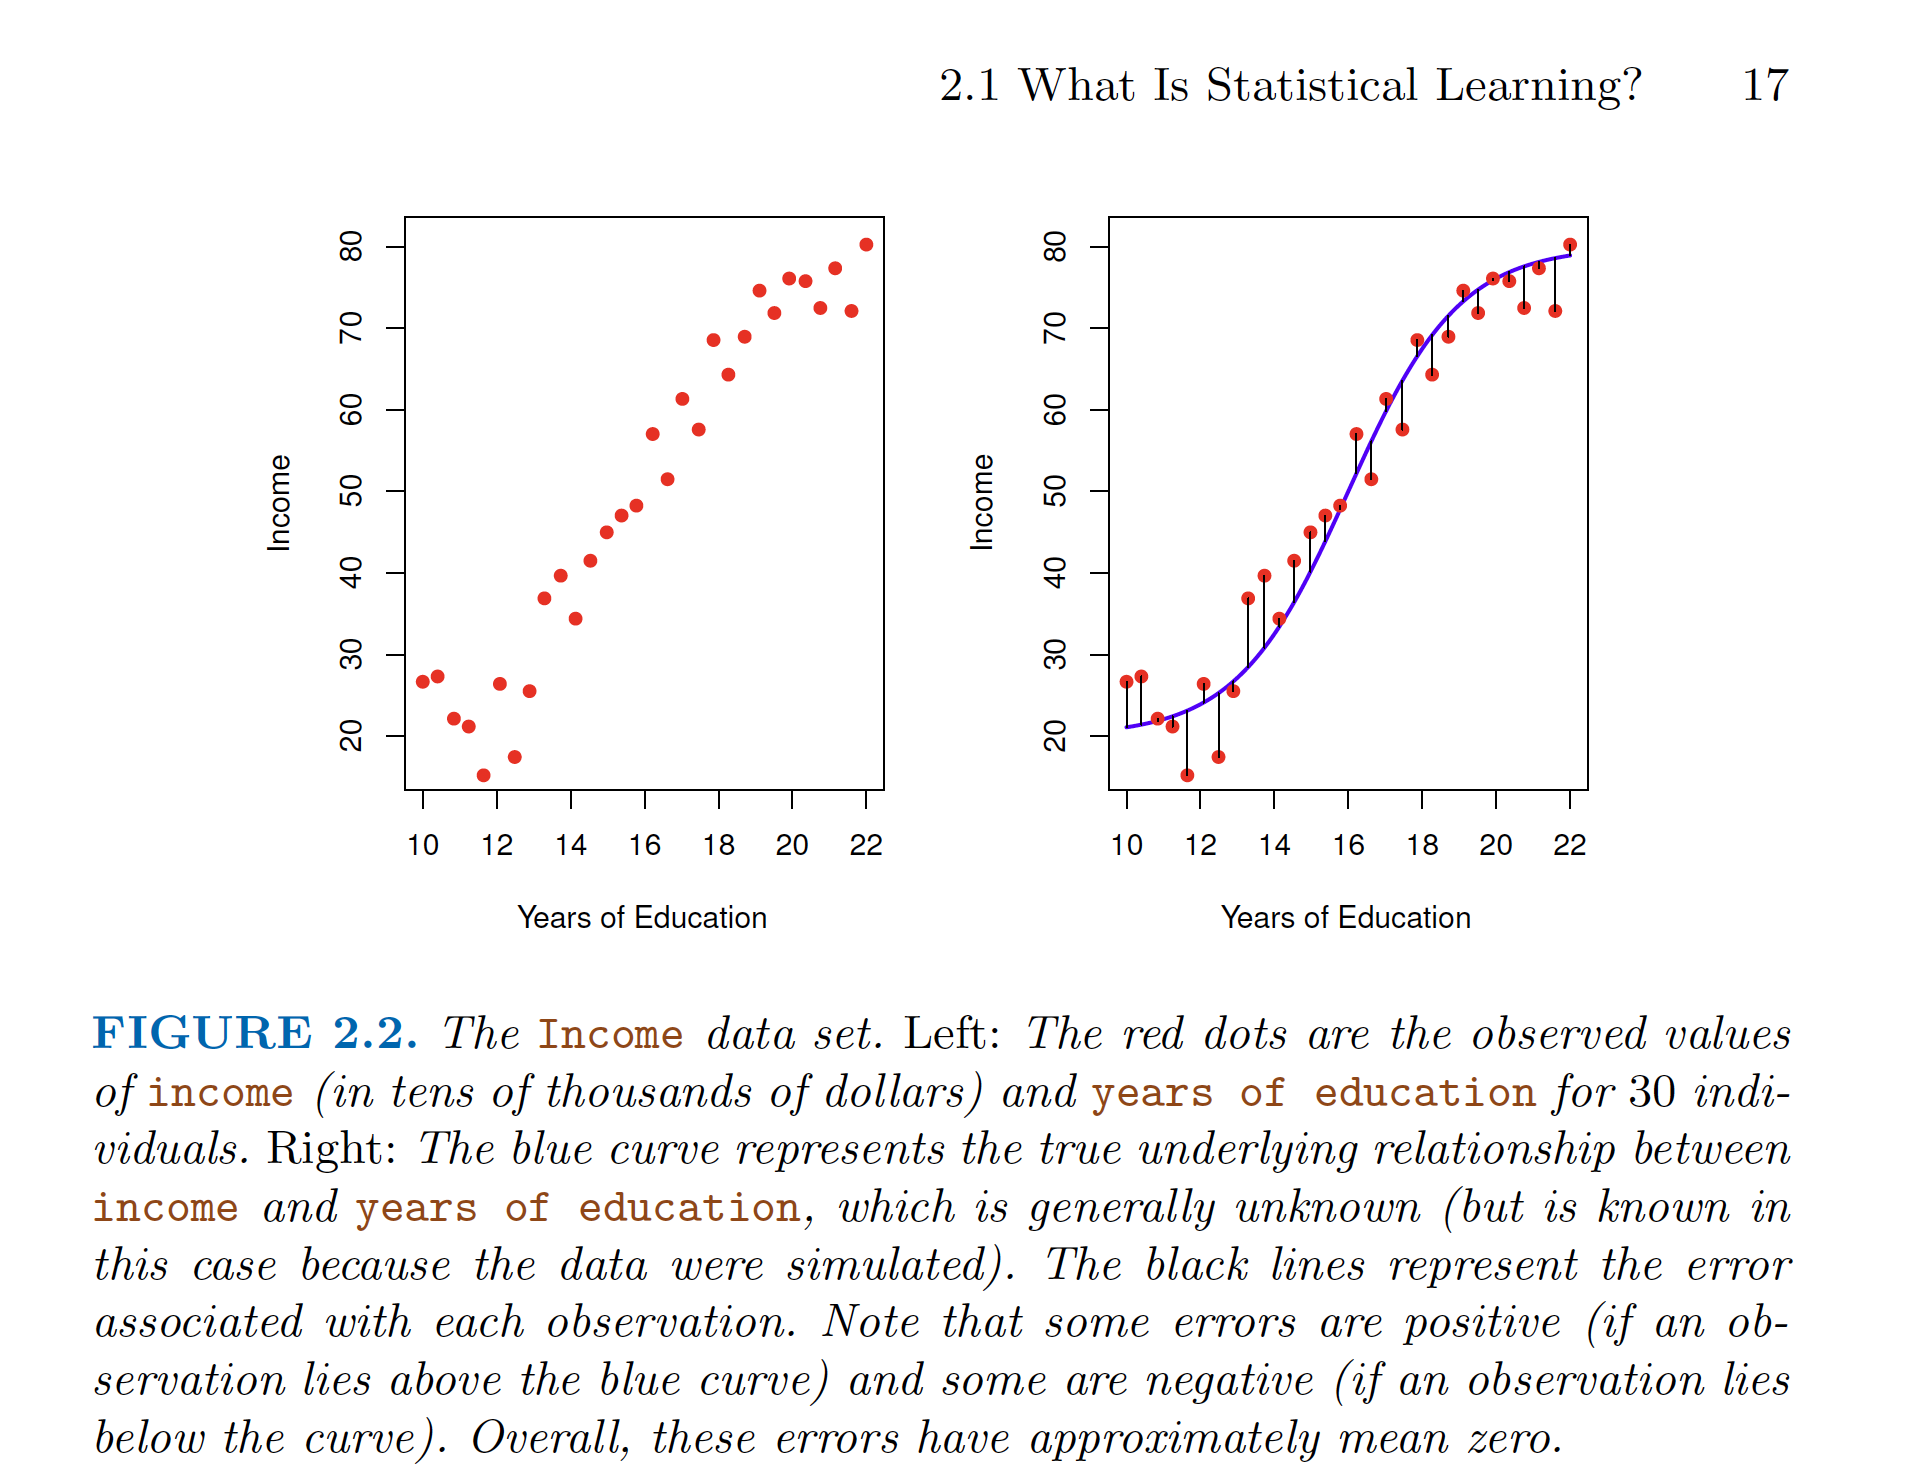 2.1 What Is Statistical Learning? 17
80
70
60
50
40
30
20
Income
10 12 14 16 18 20 22
Years of Education
80
70
60
50
40
30
20
Income
10 12 14 16 18 20 22
Years of Education
FIGURE 2.2. The Income data set. Left: The red dots are the observed values
of income (in tens of thousands of dollars) and years of education for 30 indi-
viduals. Right: The blue curve represents the true underlying relationship between
income and years of education, which is generally unknown (but is known in
this case because the data were simulated). The black lines represent the error
associated with each observation. Note that some errors are positive (if an ob-
servation lies above the blue curve) and some are negative (if an observation lies
below the curve). Overall, these errors have approximately mean zero.